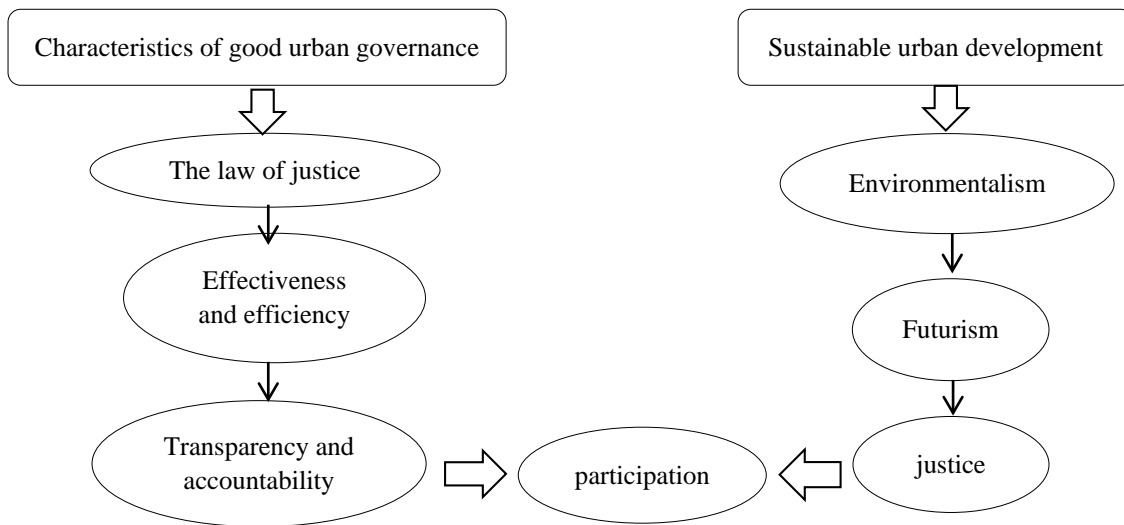 Characteristics of good urban governance
Sustainable urban development
The law of justice
Environmentalism
Effectiveness
and efficiency
Futurism
Transparency and
accountability
participation
justice